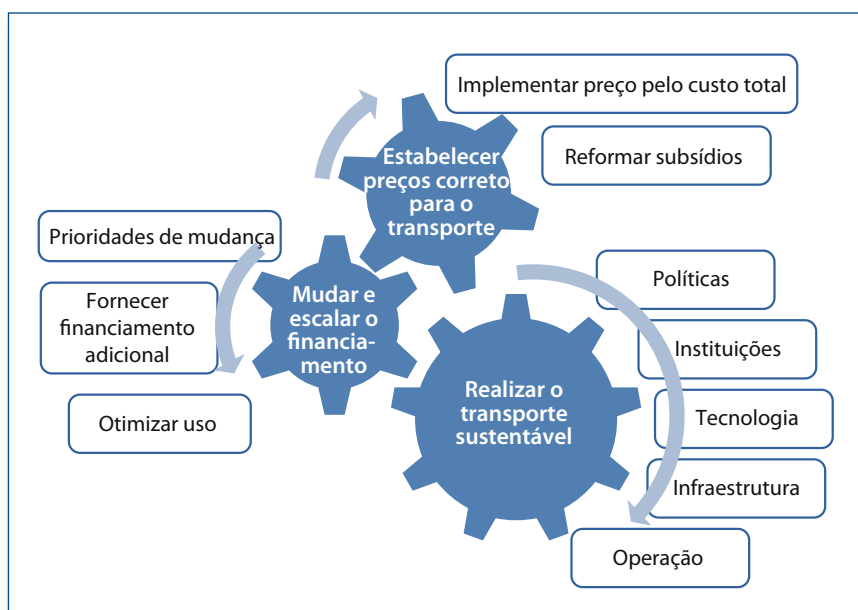 Implementar preço pelo custo total
Reformar subsídios
Estabelecer
preços correto
para o
transporte
Prioridades de mudança
Fornecer
financiamento
adicional
Otimizar uso
Mudar e
escalar o
financia-
mento
Políticas
Instituições
Tecnologia
Infraestrutura
Operação
Realizar o
transporte
sustentável